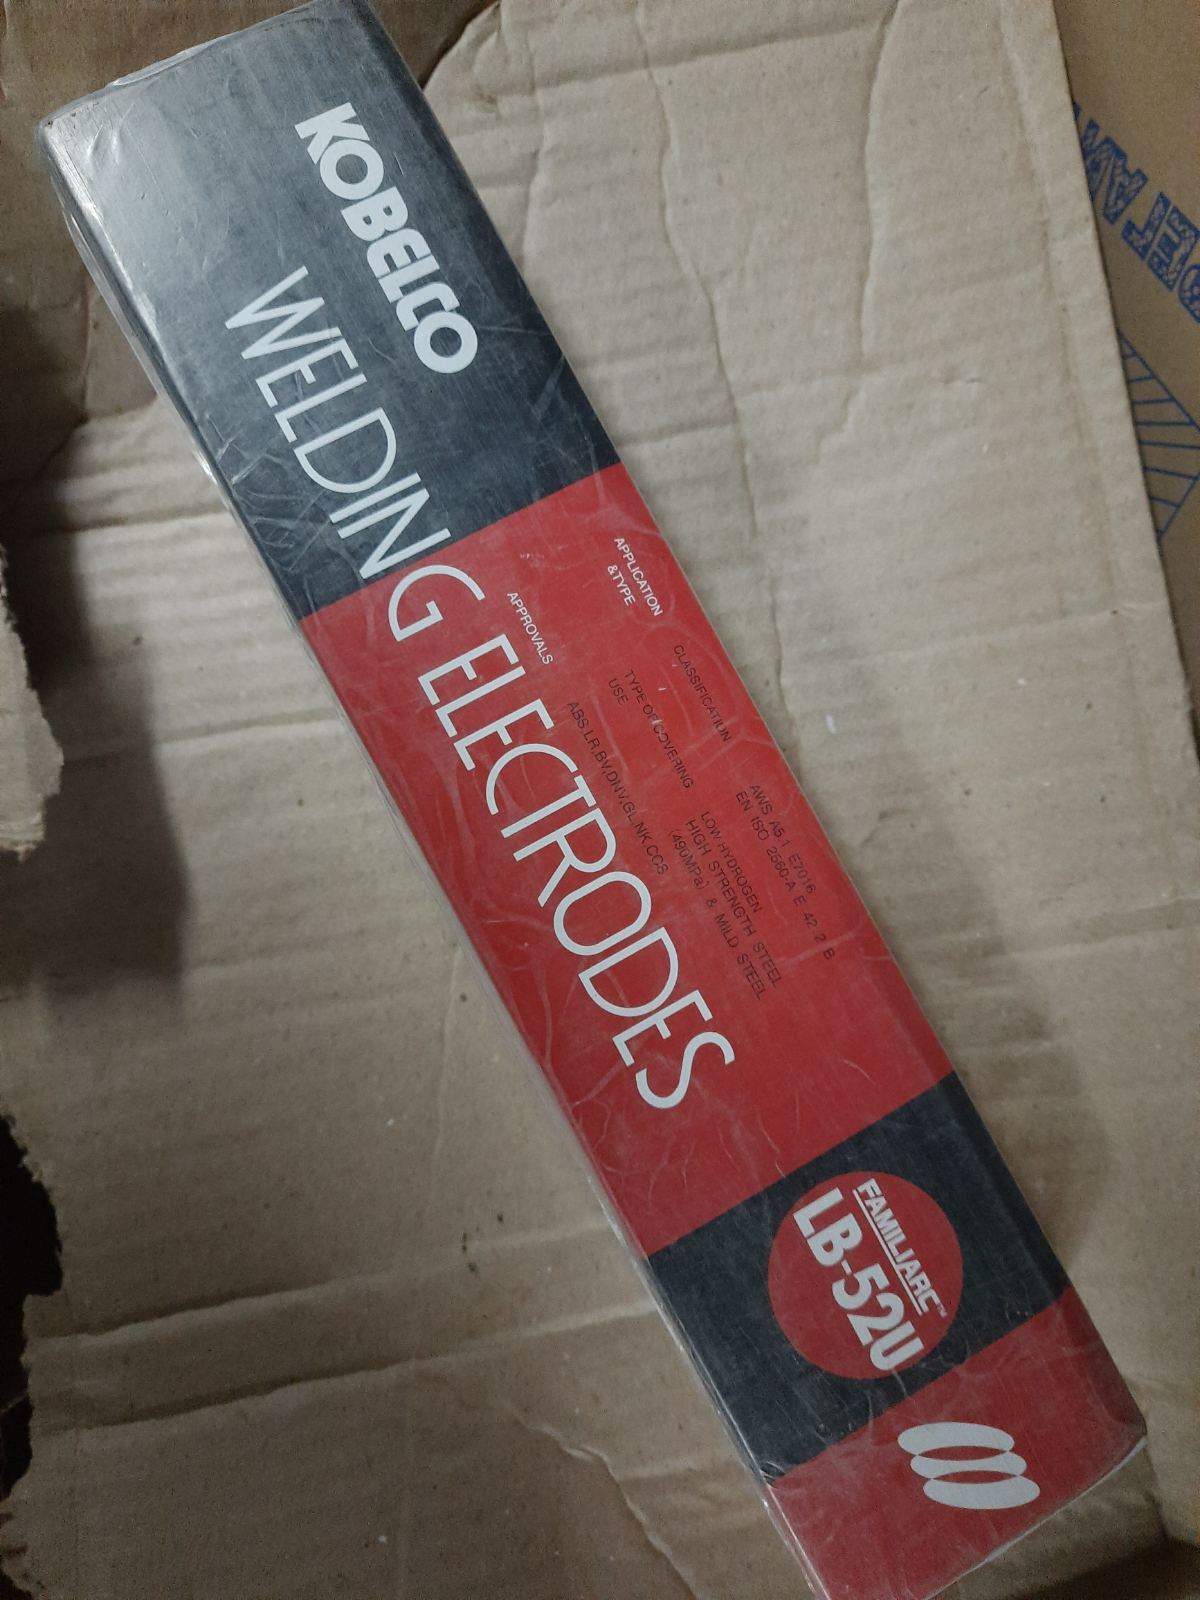 KOBELCO
WELDING ELECTRODES
APPLICATION
&TYPE
CLASSIFICATION
AWS A5.1 E7016
EN ISO 2560-A E 42 2 B
TYPE OF COVERING
LOW HYDROGEN
USE
HIGH STRENGTH STEEL
(490MPa) & MILD STEEL
APPROVALS
ABS,LR,BV,DNV,GL,NK,CCS
FAMILIARC™
LB-52U